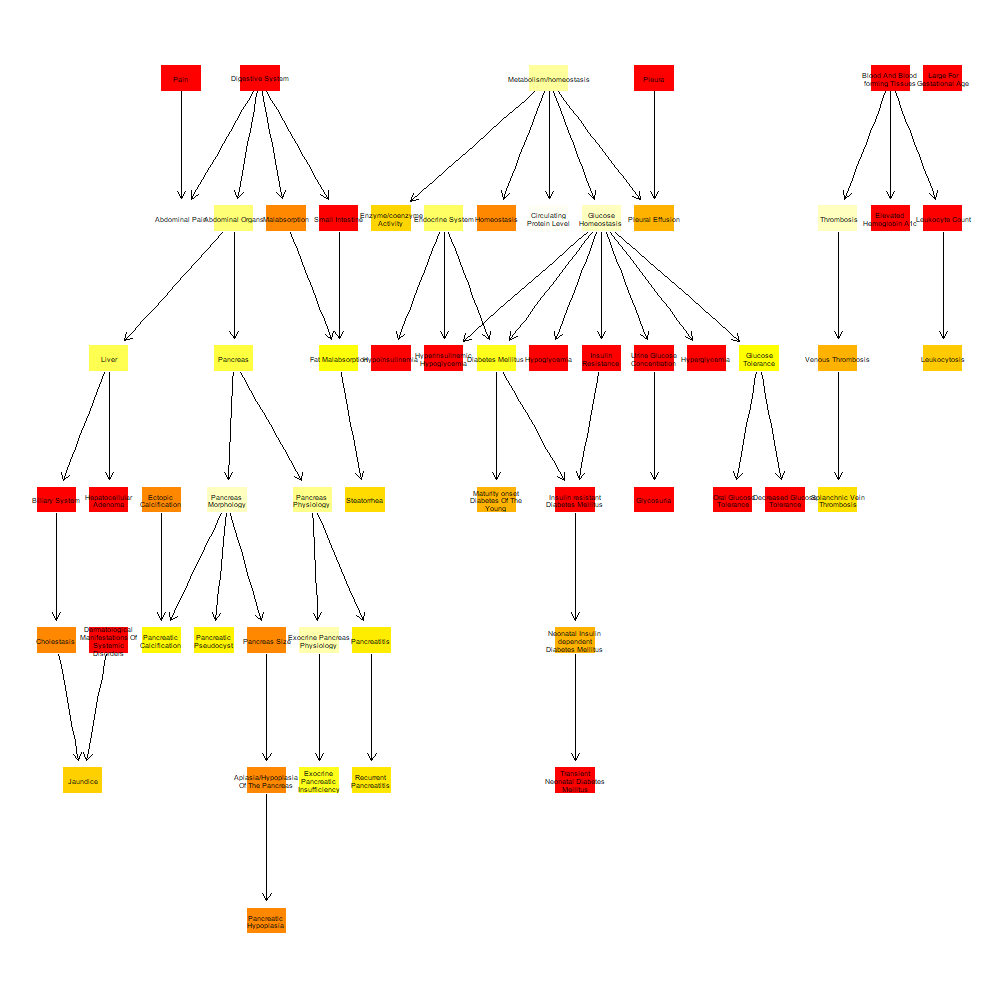 Pain
Digestive System
Metabolism/homeostasis
Pleura
Blood And Blood
forming Tissues
Large For
Gestational Age
Abdominal Pain
Abdominal Organs
Malabsorption
Small Intestine
Enzyme/coenzyme
Activity
Endocrine System
Homeostasis
Circulating
Protein Level
Glucose
Homeostasis
Pleural Effusion
Thrombosis
Elevated
Hemoglobin A1c
Leukocyte Count
Liver
Pancreas
Fat Malabsorption
Hyperinsulinemia
Hyperinsulinemic
Hypoglycemia
Diabetes Mellitus
Hypoglycemia
Insulin
Resistance
Urine Glucose
Concentration
Hyperglycemia
Glucose
Tolerance
Venous Thrombosis
Leukocytosis
Biliary System
Hepatocellular
Adenoma
Ectopic
Calcification
Pancreas
Morphology
Pancreas
Physiology
Steatorrhea
Maturity onset
Diabetes Of The
Young
Insulin resistant
Diabetes Mellitus
Glycosuria
Oral Glucose
Tolerance
Decreased Glucose
Tolerance
Splanchnic Vein
Thrombosis
Cholestasis
Dermatological
Manifestations Of
Systemic
Disorders
Pancreatic
Calcification
Pancreatic
Pseudocyst
Pancreas Size
Exocrine Pancreas
Physiology
Pancreatitis
Neonatal Insulin
dependent
Diabetes Mellitus
Jaundice
Aplasia/Hypoplasia
Of The Pancreas
Exocrine
Pancreatic
Insufficiency
Recurrent
Pancreatitis
Transient
Neonatal Diabetes
Mellitus
Pancreatic
Hypoplasia